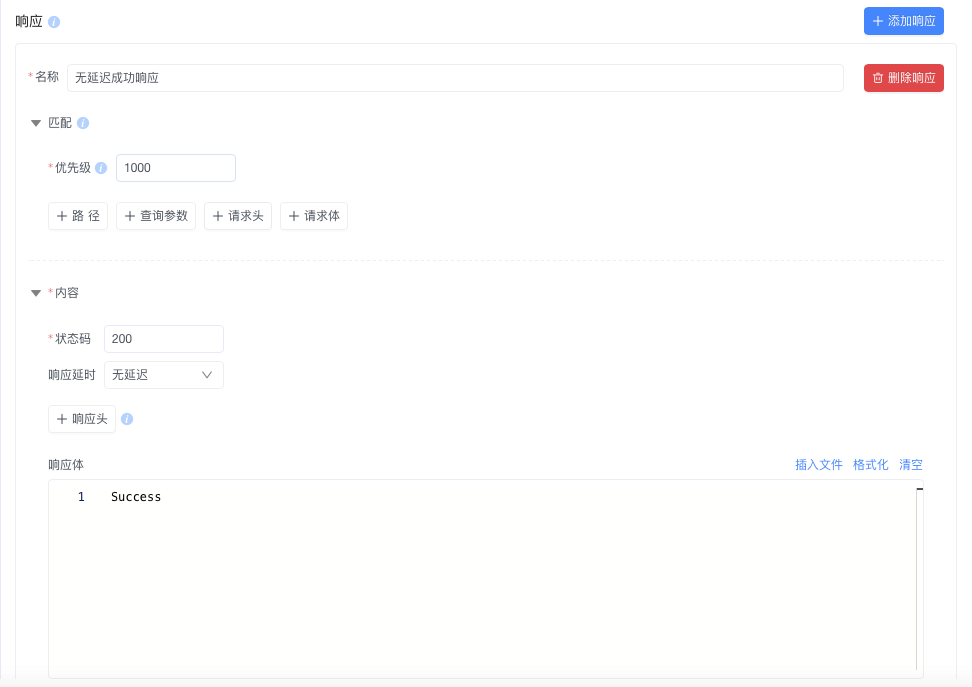 响应
+ 添加响应
*名称 无延迟成功响应
删除响应
匹配
*优先级 1000
+ 路 径 + 查询参数 + 请求头 + 请求体
*内容
*状态码 200
响应延时 无延迟
+ 响应头
响应体 插入文件 格式化 清空
1 Success